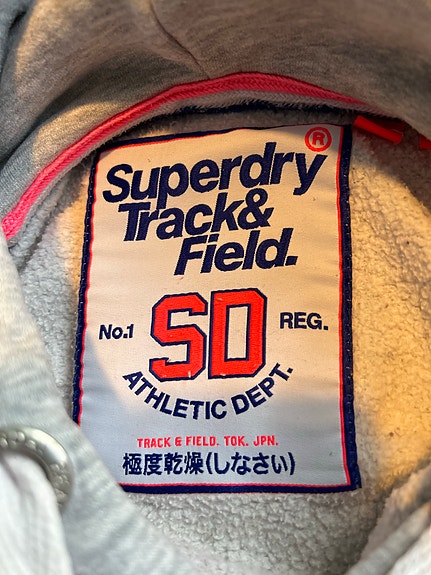 ®
Superdry
Track&
Field.
No.1 SD REG.
ATHLETIC DEPT.
TRACK & FIELD. TOK. JPN.
極度乾燥(しなさい)